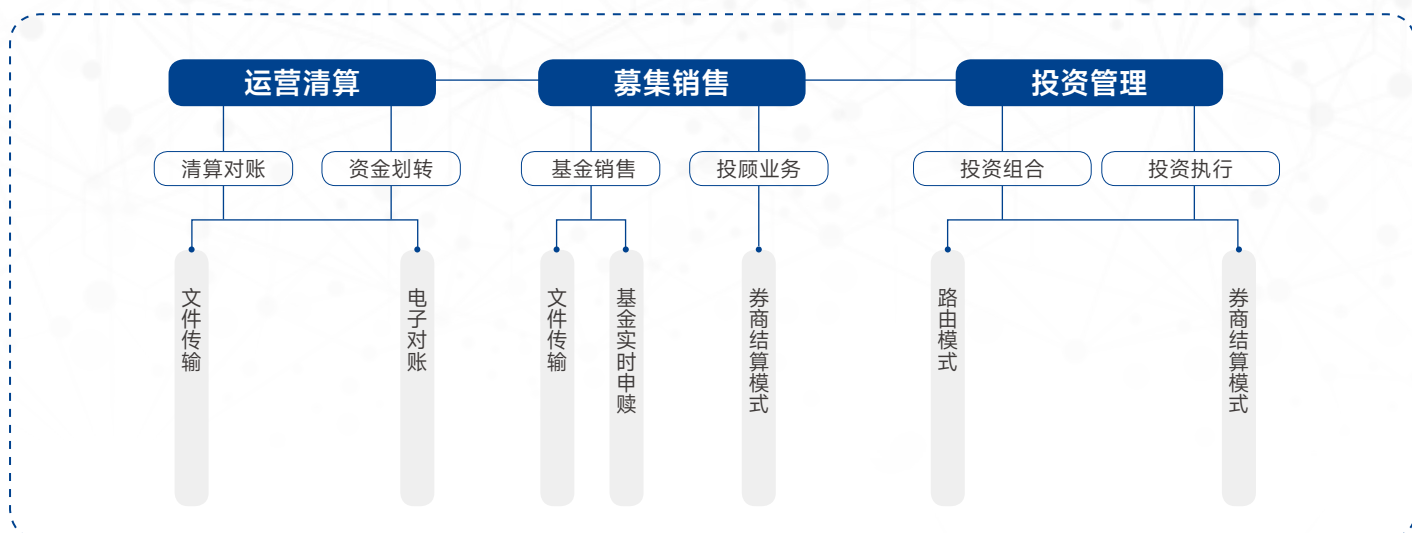 运营清算
募集销售
投资管理
清算对账
资金划转
基金销售
投顾业务
投资组合
投资执行
文件传输
电子对账
文件传输
基金实时申赎
券商结算模式
路由模式
券商结算模式